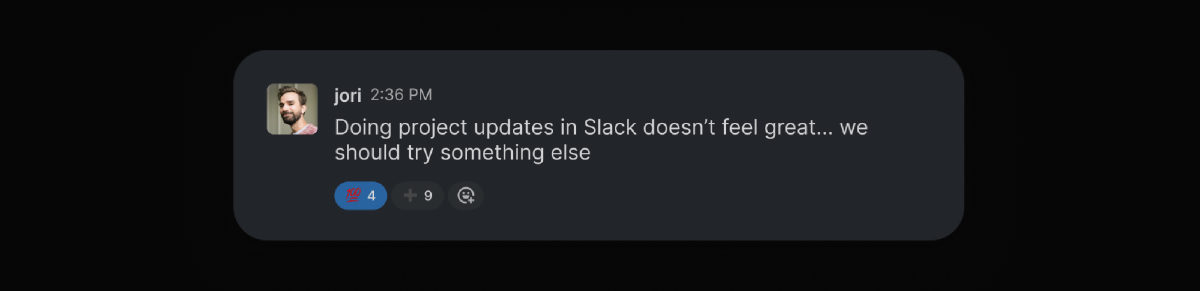 jori 2:36 PM
Doing project updates in Slack doesn’t feel great... we
should try something else
💯 4 ➕ 9